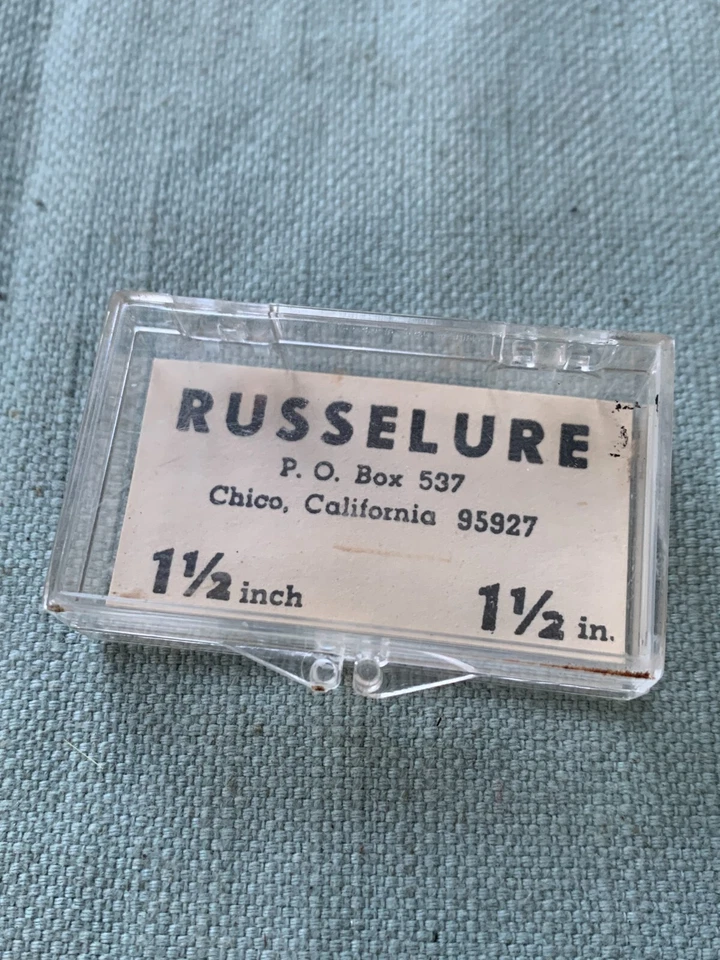 RUSSELURE
P. O. Box 537
Chico, California 95927
1½ inch 1½ in.